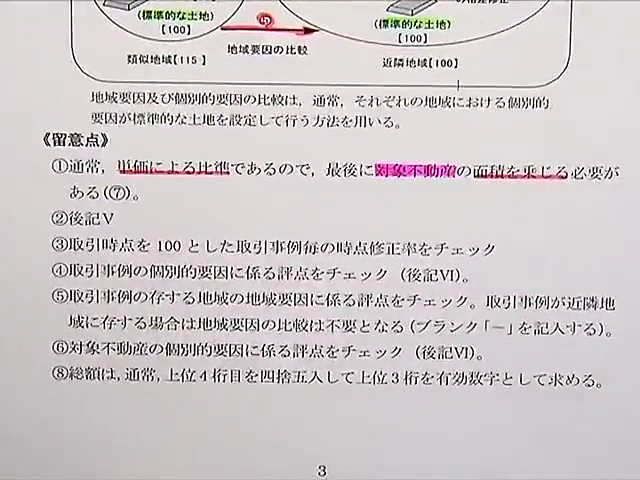 ⑤
(標準的な土地)
【100】
(標準的な土地)
【100】
地域要因の比較
類似地域【115】
近隣地域【100】
地域要因及び個別的要因の比較は，通常，それぞれの地域における個別的
要因が標準的な土地を設定して行う方法を用いる。
《留意点》
①通常，単価による比準であるので，最後に対象不動産の面積を乗じる必要が
ある(⑦)。
②後記Ⅴ
③取引時点を 100 とした取引事例毎の時点修正率をチェック
④取引事例の個別的要因に係る評点をチェック（後記Ⅵ）。
⑤取引事例の存する地域の地域要因に係る評点をチェック。取引事例が近隣地
域に存する場合は地域要因の比較は不要となる（ブランク「－」を記入する）。
⑥対象不動産の個別的要因に係る評点をチェック（後記Ⅵ）。
⑧総額は，通常，上位４桁目を四捨五入して上位３桁を有効数字として求める。
3